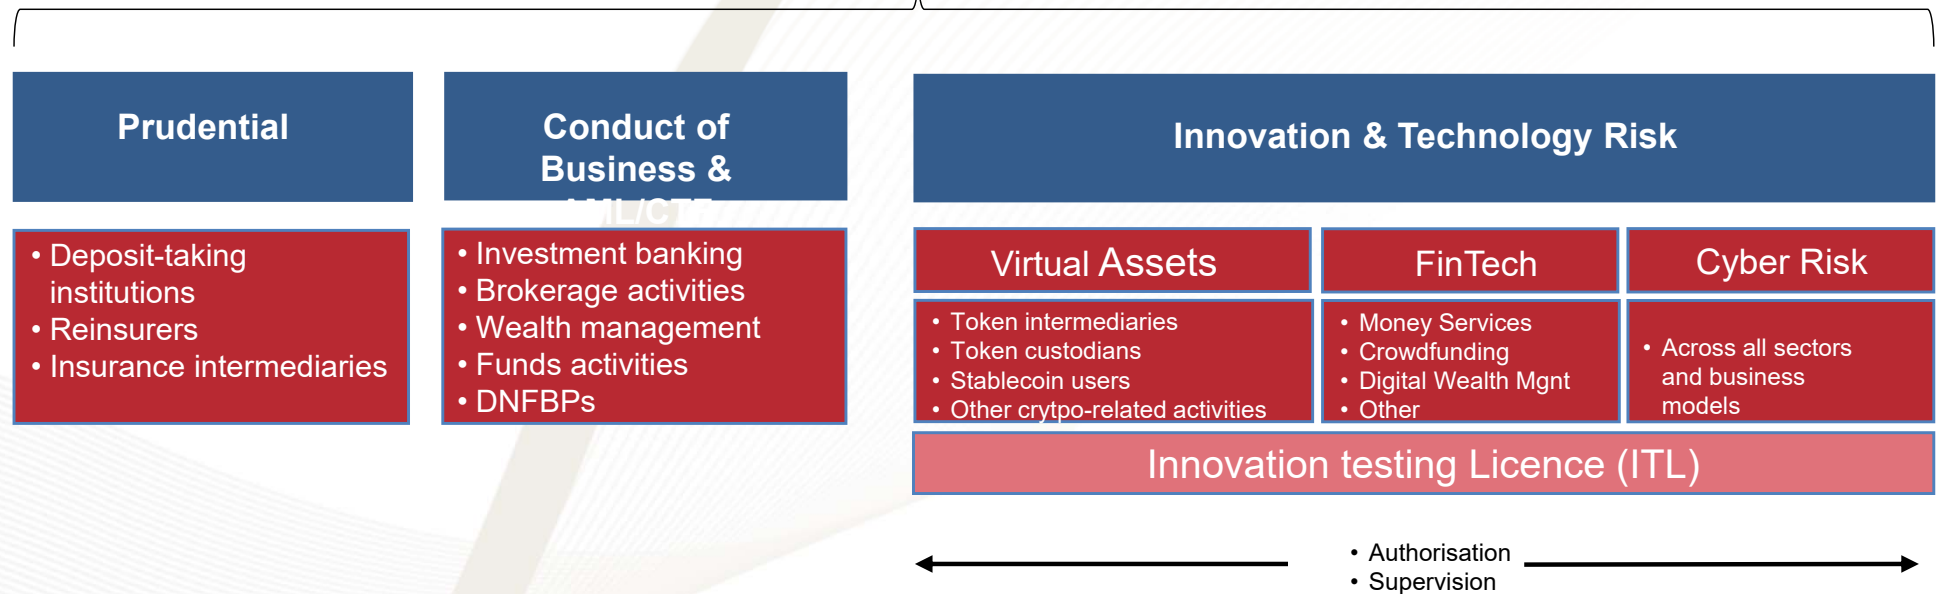 Prudential
Conduct of
Business &
AML/CTF
Innovation & Technology Risk
• Deposit-taking
institutions
• Reinsurers
• Insurance intermediaries
• Investment banking
• Brokerage activities
• Wealth management
• Funds activities
• DNFBPs
Virtual Assets
• Token intermediaries
• Token custodians
• Stablecoin users
• Other crytpo-related activities
FinTech
• Money Services
• Crowdfunding
• Digital Wealth Mgnt
• Other
Cyber Risk
• Across all sectors
and business
models
Innovation testing Licence (ITL)
• Authorisation
• Supervision